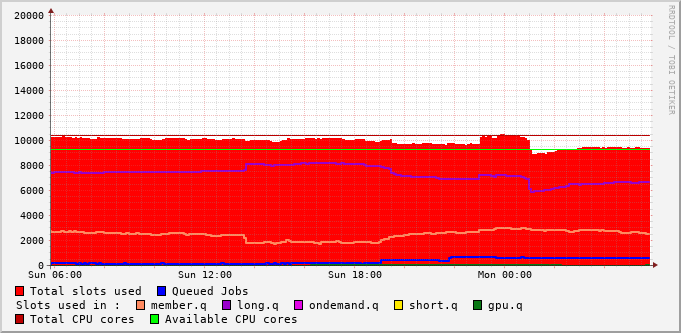 20000
18000
16000
14000
12000
10000
8000
6000
4000
2000
0
Sun 06:00 Sun 12:00 Sun 18:00 Mon 00:00
Total slots used Queued Jobs
Slots used in : member.q long.q ondemand.q short.q gpu.q
Total CPU cores Available CPU cores
RRDTOOL / TOBI OETIKER